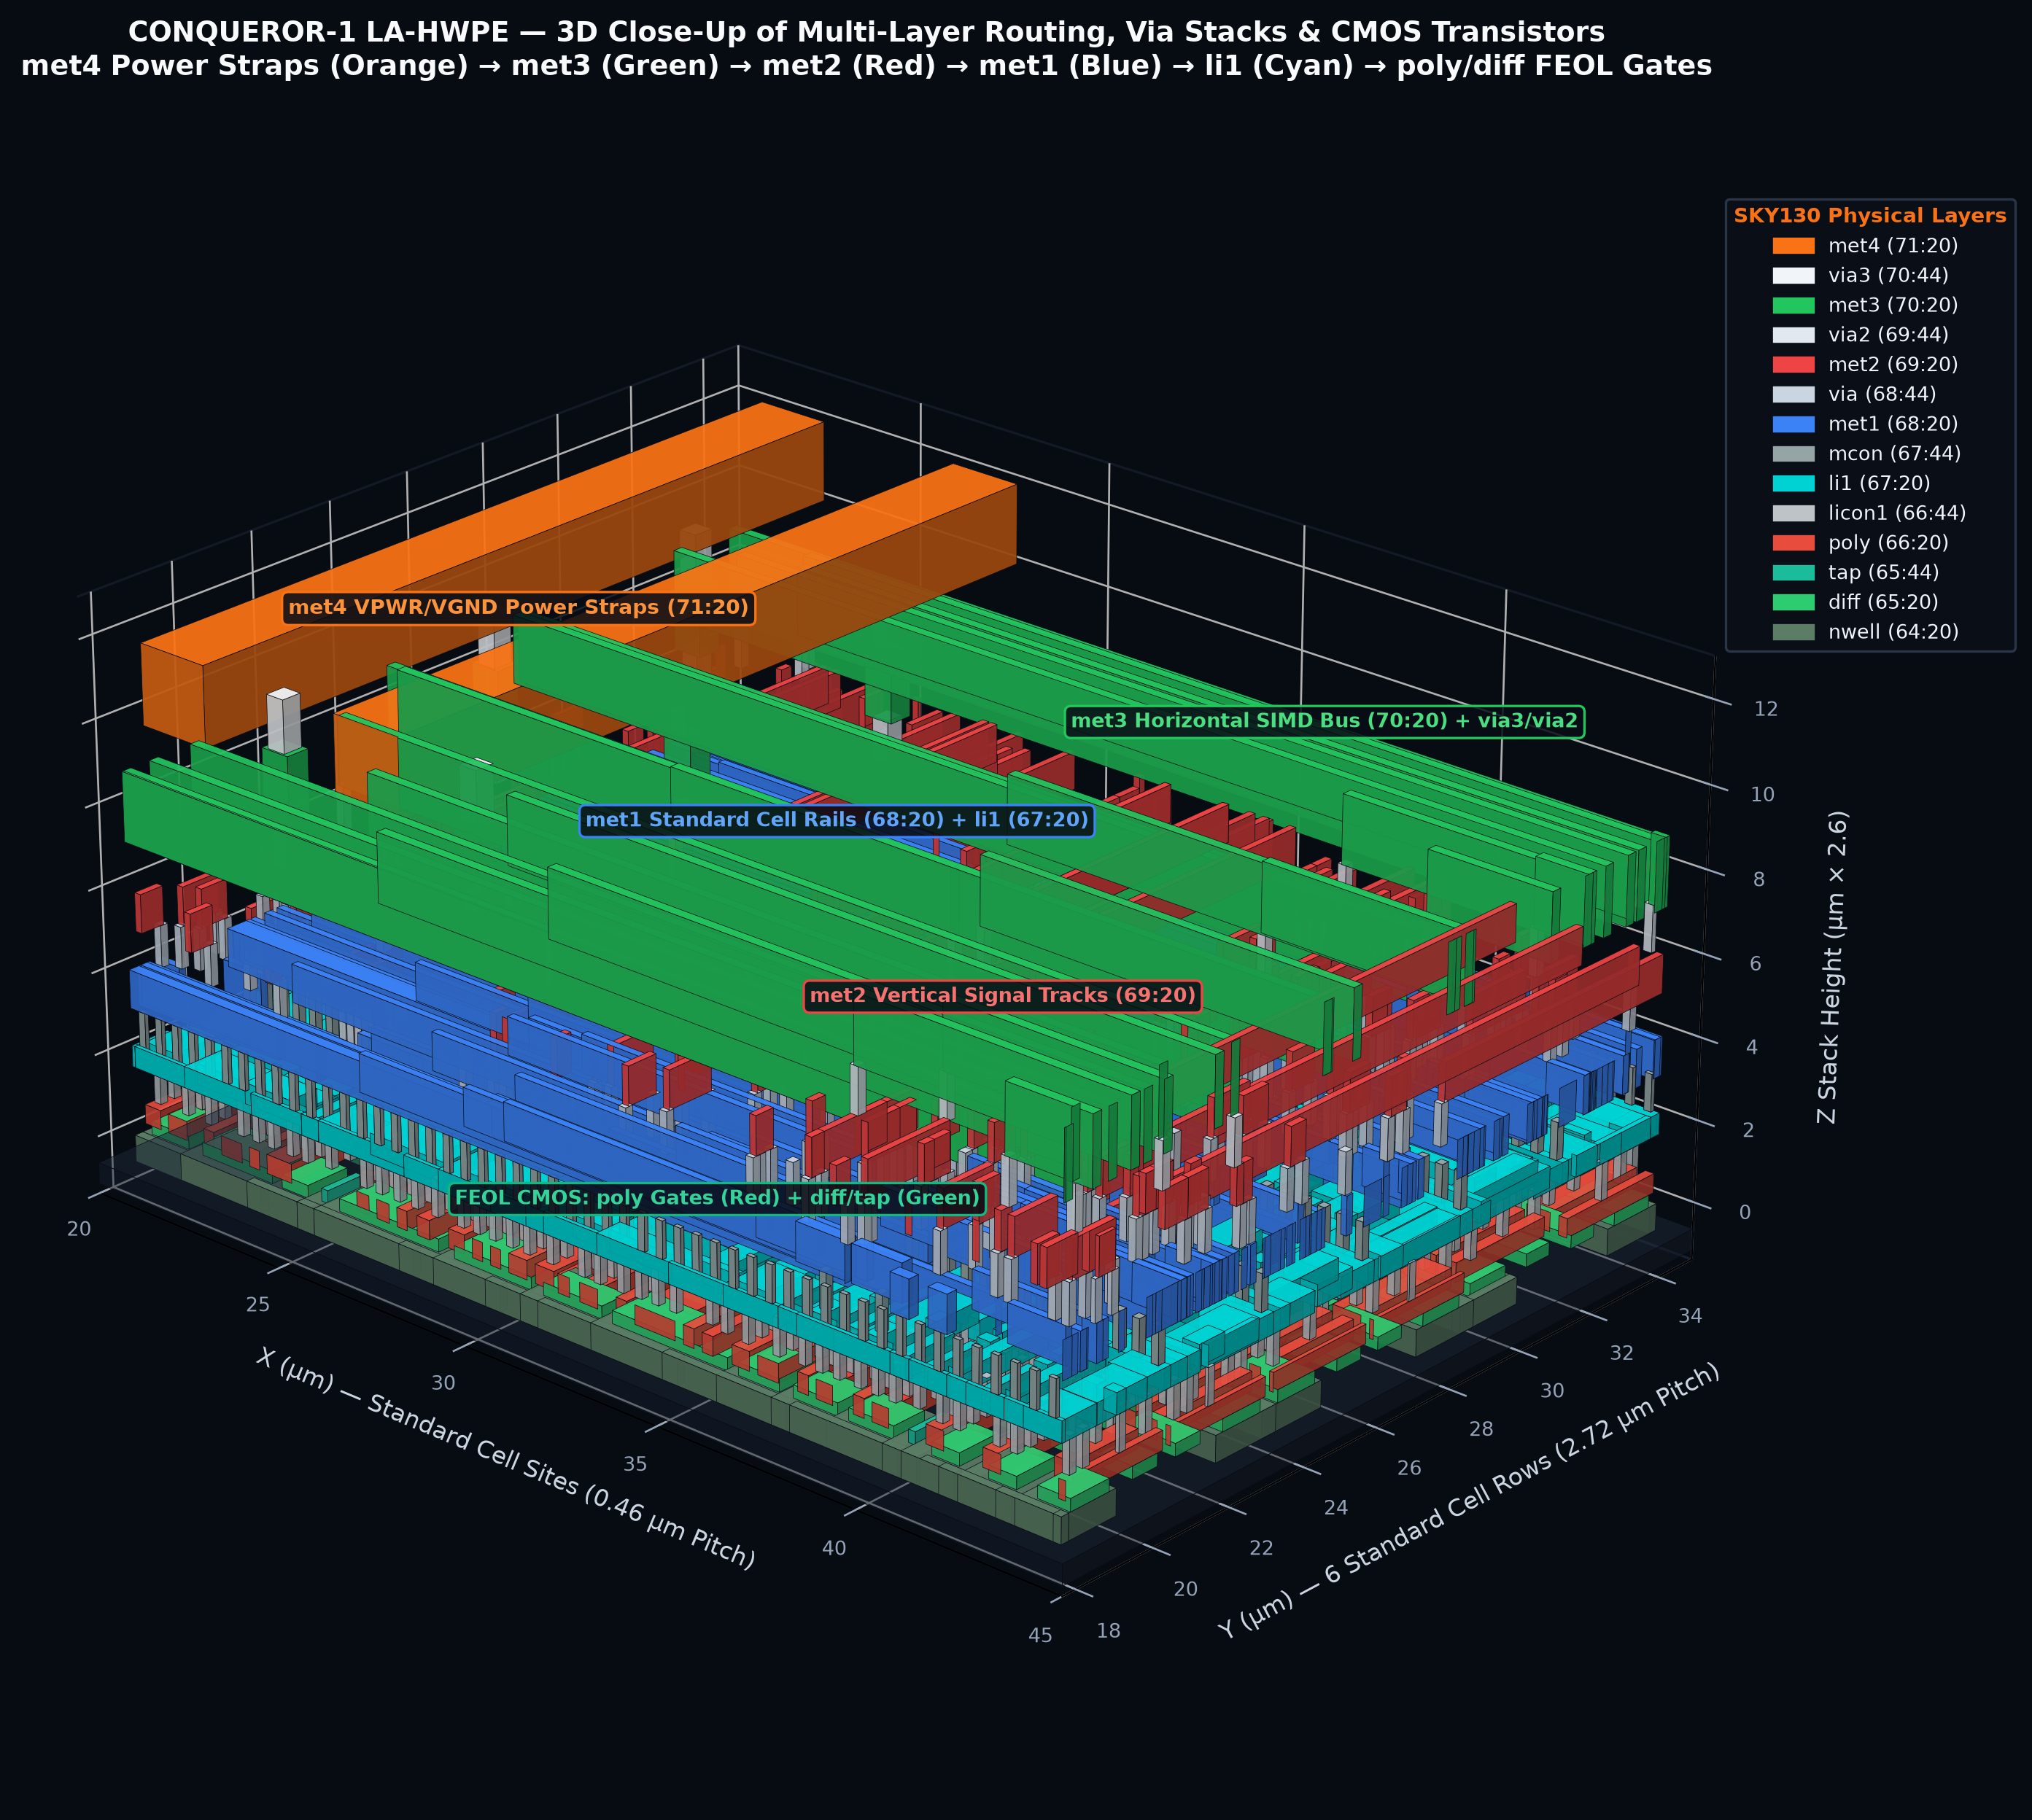 CONQUEROR-1 LA-HWPE — 3D Close-Up of Multi-Layer Routing, Via Stacks & CMOS Transistors
met4 Power Straps (Orange) → met3 (Green) → met2 (Red) → met1 (Blue) → li1 (Cyan) → poly/diff FEOL Gates
SKY130 Physical Layers
met4 (71:20)
via3 (70:44)
met3 (70:20)
via2 (69:44)
met2 (69:20)
via (68:44)
met1 (68:20)
mcon (67:44)
li1 (67:20)
licon1 (66:44)
poly (66:20)
tap (65:44)
diff (65:20)
nwell (64:20)
met4 VPWR/VGND Power Straps (71:20)
met3 Horizontal SIMD Bus (70:20) + via3/via2
met1 Standard Cell Rails (68:20) + li1 (67:20)
met2 Vertical Signal Tracks (69:20)
FEOL CMOS: poly Gates (Red) + diff/tap (Green)
12
10
8
6
4
2
0
Z Stack Height (μm × 2.6)
20
25
30
35
40
45
X (μm) — Standard Cell Sites (0.46 μm Pitch)
18
20
22
24
26
28
30
32
34
Y (μm) — 6 Standard Cell Rows (2.72 μm Pitch)